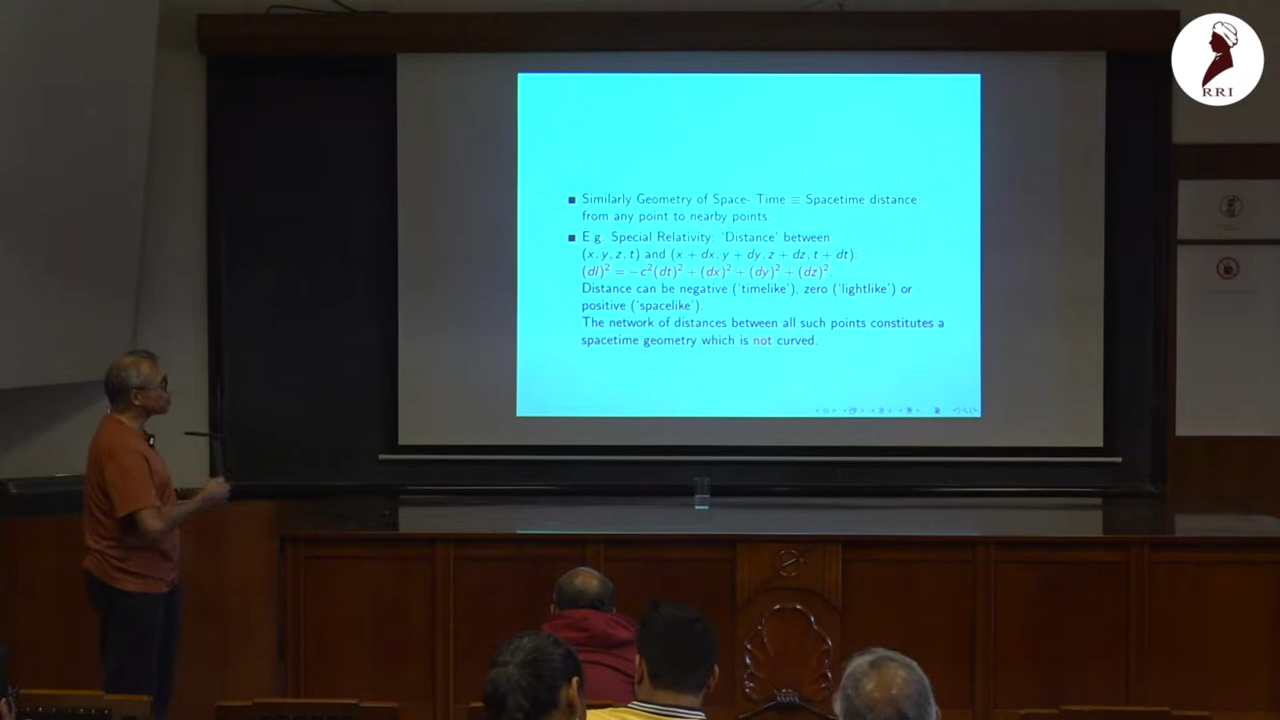 RRI
Similarly Geometry of Space- Time ≡ Spacetime distance
from any point to nearby points.
E.g. Special Relativity: ‘Distance’ between
(x, y, z, t) and (x + dx, y + dy, z + dz, t + dt):
(dl)² = −c²(dt)² + (dx)² + (dy)² + (dz)².
Distance can be negative (‘timelike’), zero (‘lightlike’) or
positive (‘spacelike’).
The network of distances between all such points constitutes a
spacetime geometry which is not curved.